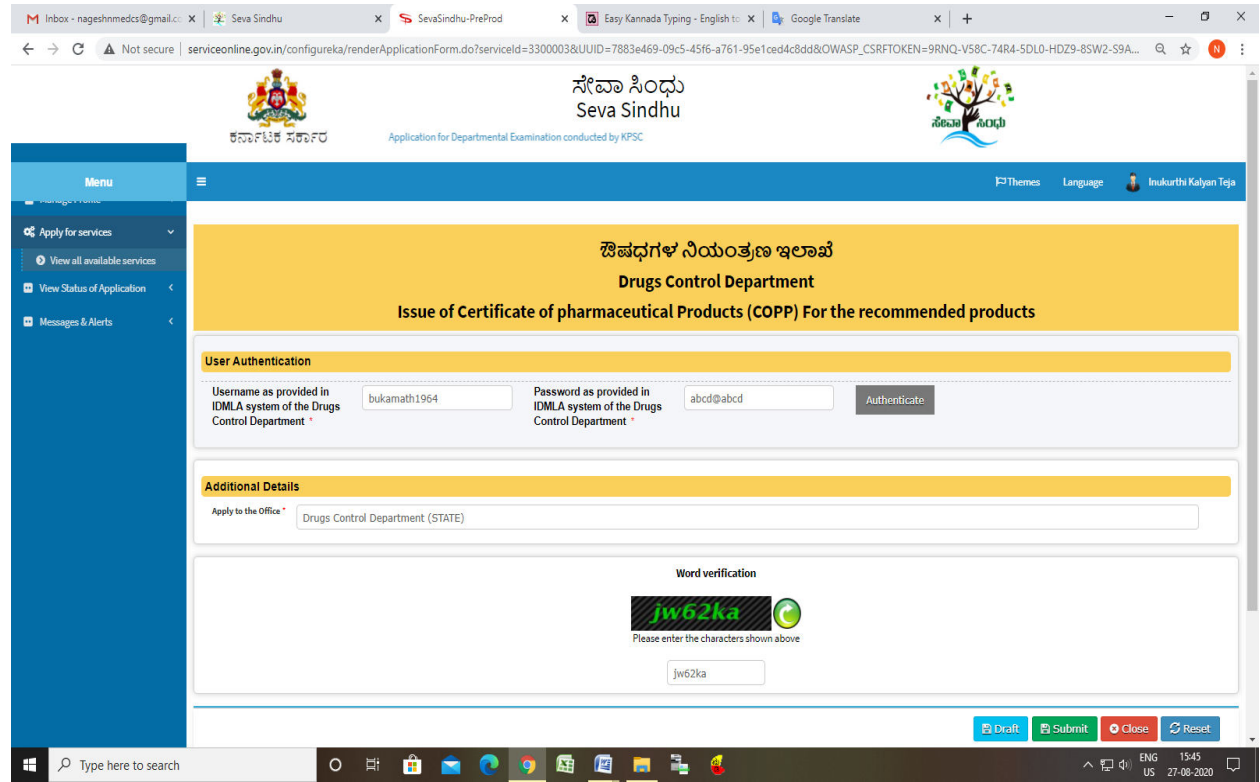 Inbox - nageshnmedcs@gmail.c
Seva Sindhu
SevaSindhu-PreProd
Easy Kannada Typing - English to
Google Translate
Not secure | serviceonline.gov.in/configureka/renderApplicationForm.do?serviceId=3300003&UUID=7883e469-09c5-45f6-a761-95e1ced4c8dd&OWASP_CSRFTOKEN=9RNQ-V58C-74R4-5DL0-HDZ9-8SW2-S9A...
N
ಕರ್ನಾಟಕ ಸರ್ಕಾರ
ಸೇವಾ ಸಿಂಧು
Seva Sindhu
Application for Departmental Examination conducted by KPSC
ಸೇವಾ ಸಿಂಧು
Menu
Themes
Language
Inukurthi Kalyan Teja
Manage Profile
Apply for services
View all available services
View Status of Application
Messages & Alerts
ಔಷಧಗಳ ನಿಯಂತ್ರಣ ಇಲಾಖೆ
Drugs Control Department
Issue of Certificate of pharmaceutical Products (COPP) For the recommended products
User Authentication
Username as provided in
IDMLA system of the Drugs
Control Department *
bukamath1964
Password as provided in
IDMLA system of the Drugs
Control Department *
abcd@abcd
Authenticate
Additional Details
Apply to the Office *
Drugs Control Department (STATE)
Word verification
jw62ka
Please enter the characters shown above
jw62ka
Draft
Submit
Close
Reset
Type here to search
ENG
US
15:45
27-08-2020